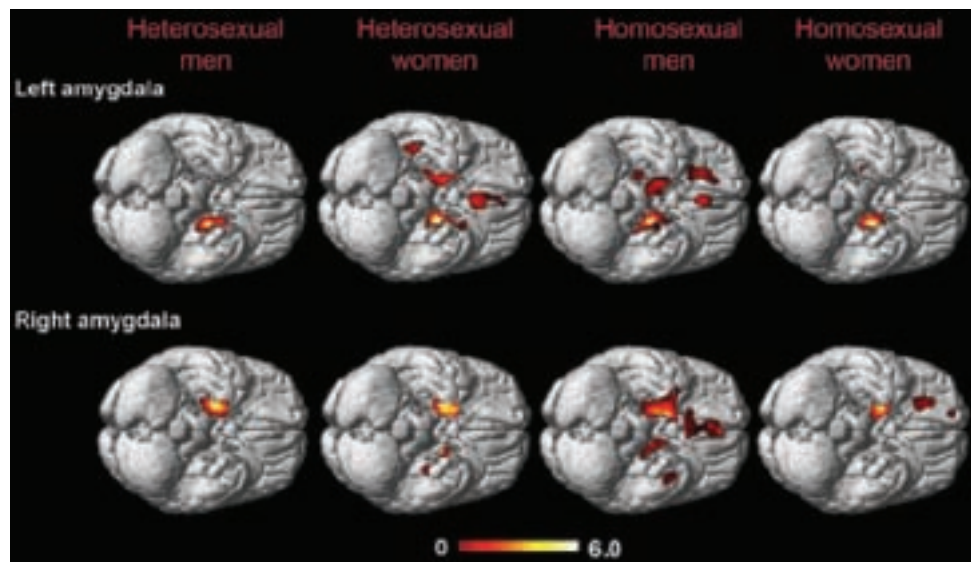 Heterosexual men
Heterosexual women
Homosexual men
Homosexual women
Left amygdala
Right amygdala
0
6.0